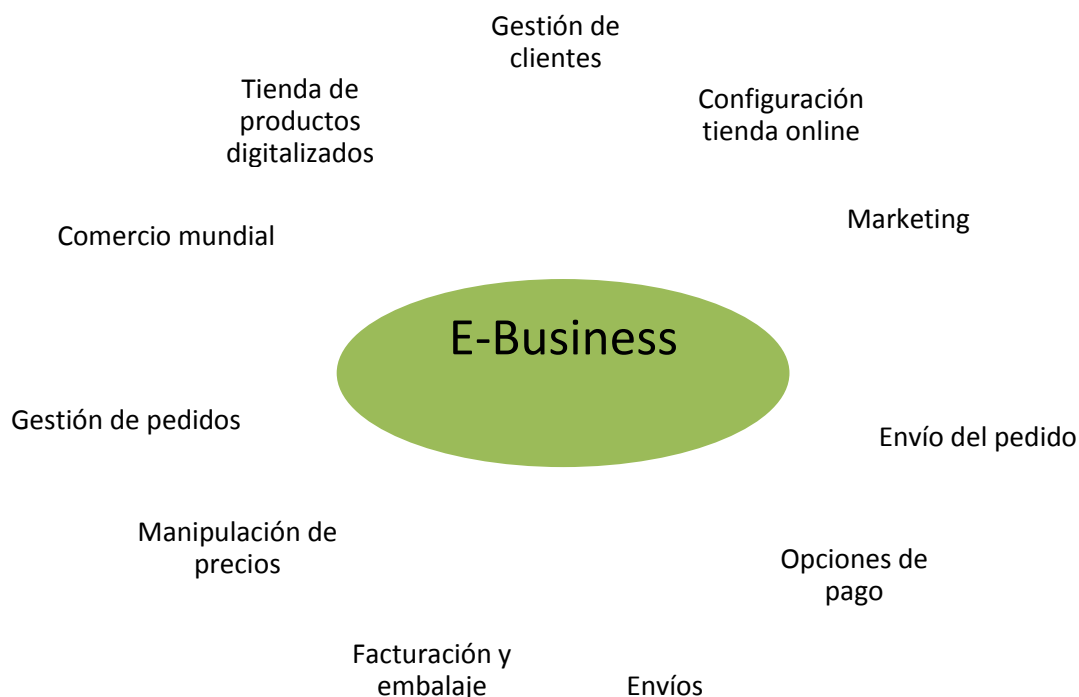 Gestión de
clientes
Tienda de
productos
digitalizados
Configuración
tienda online
Comercio mundial
Marketing
E-Business
Gestión de pedidos
Envío del pedido
Manipulación de
precios
Opciones de
pago
Facturación y
embalaje
Envíos